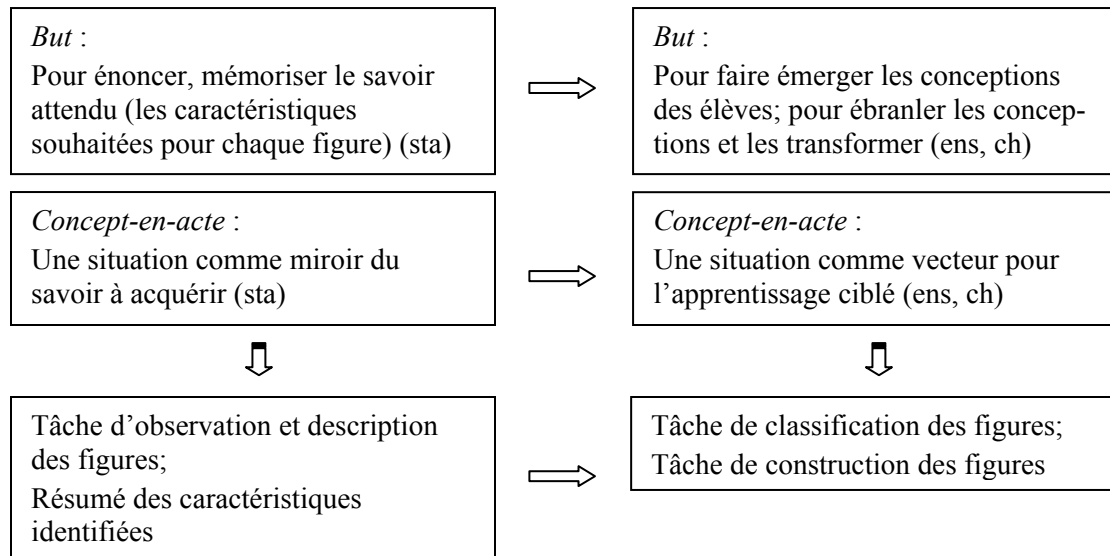 But :
Pour énoncer, mémoriser le savoir
attendu (les caractéristiques
souhaitées pour chaque figure) (sta)
But :
Pour faire émerger les conceptions
des élèves; pour ébranler les concep-
tions et les transformer (ens, ch)
Concept-en-acte :
Une situation comme miroir du
savoir à acquérir (sta)
Concept-en-acte :
Une situation comme vecteur pour
l’apprentissage ciblé (ens, ch)
Tâche d’observation et description
des figures;
Résumé des caractéristiques
identifiées
Tâche de classification des figures;
Tâche de construction des figures